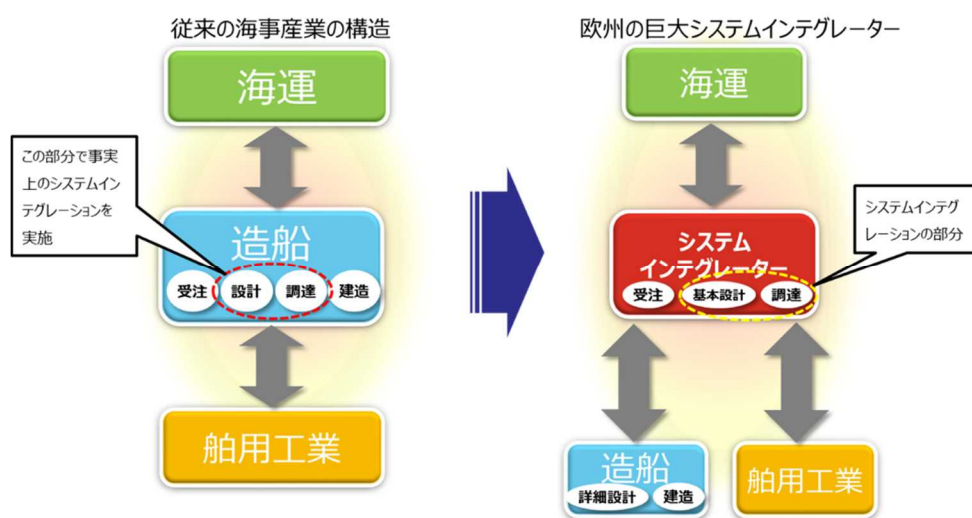 従来の海事産業の構造
海運
この部分で事実
上のシステムイン
テグレーションを
実施
造船
受注 設計 調達 建造
舶用工業
欧州の巨大システムインテグレーター
海運
システムインテグ
レーションの部分
システム
インテグレーター
受注 基本設計 調達
造船
詳細設計 建造
舶用工業